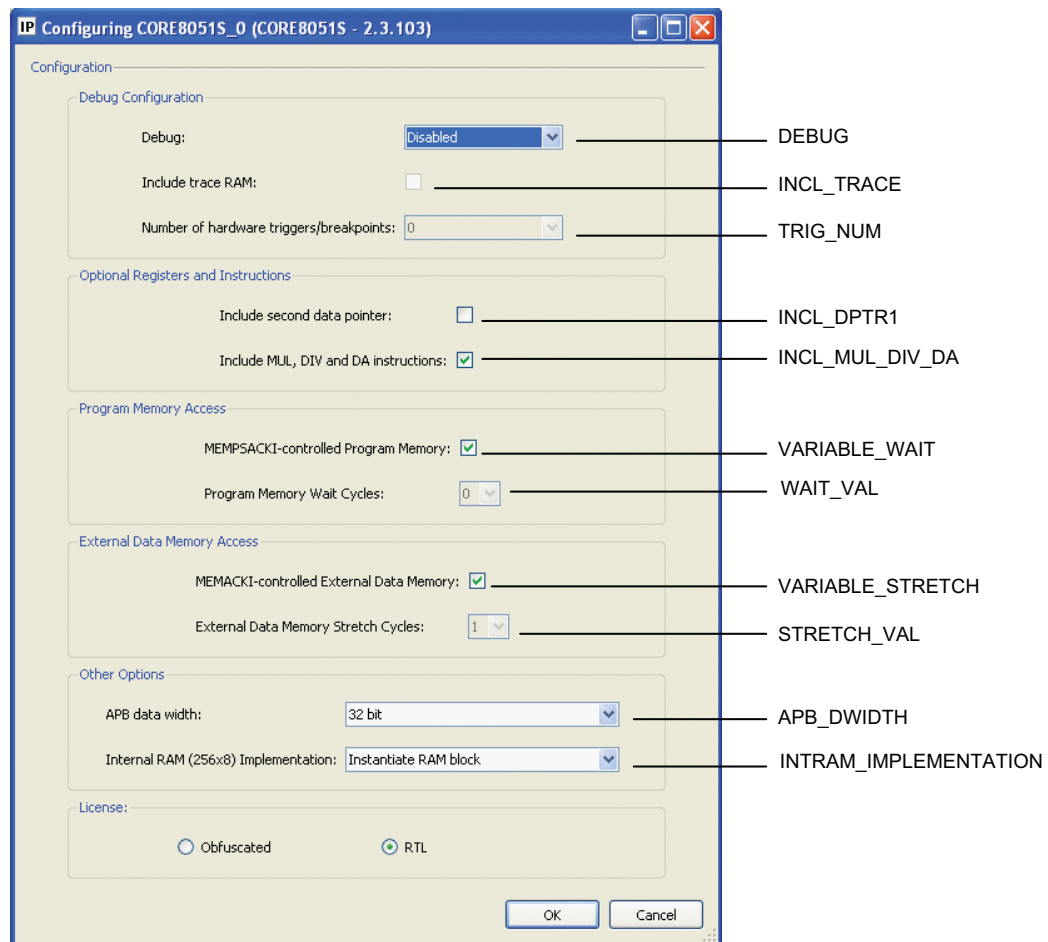 IP Configuring CORE8051S_0 (CORE8051S - 2.3.103)
Configuration
Debug Configuration
Debug: Disabled DEBUG
Include trace RAM: INCL_TRACE
Number of hardware triggers/breakpoints: 0 TRIG_NUM
Optional Registers and Instructions
Include second data pointer: INCL_DPTR1
Include MUL, DIV and DA instructions: INCL_MUL_DIV_DA
Program Memory Access
MEMPSACKI-controlled Program Memory: VARIABLE_WAIT
Program Memory Wait Cycles: 0 WAIT_VAL
External Data Memory Access
MEMACKI-controlled External Data Memory: VARIABLE_STRETCH
External Data Memory Stretch Cycles: 1 STRETCH_VAL
Other Options
APB data width: 32 bit APB_DWIDTH
Internal RAM (256x8) Implementation: Instantiate RAM block INTRAM_IMPLEMENTATION
License:
Obfuscated RTL
OK Cancel